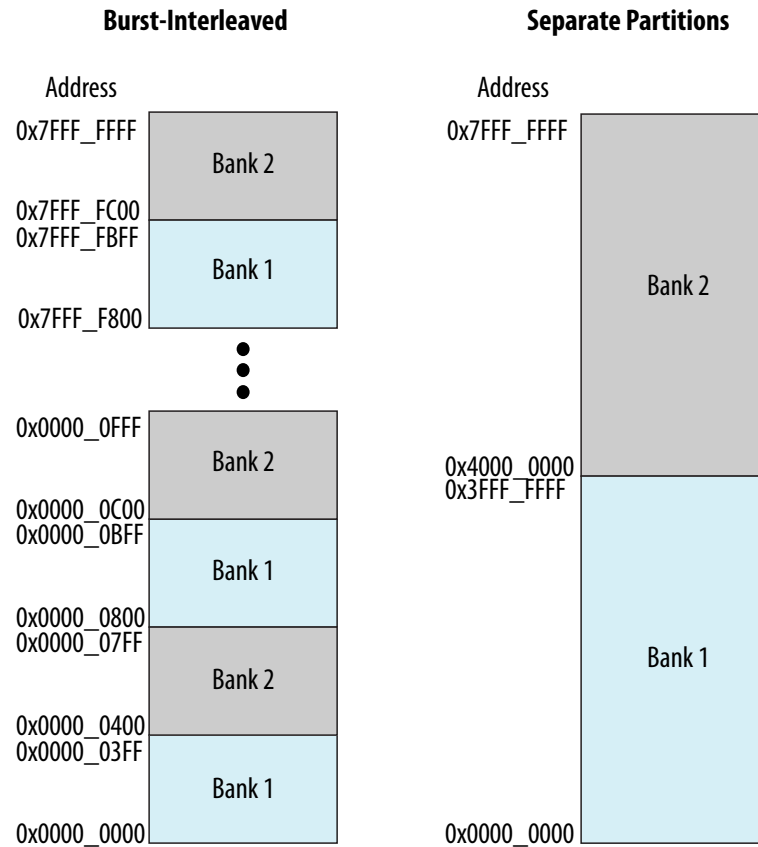 Burst-Interleaved
Address
0x7FFF_FFFF
Bank 2
0x7FFF_FC00
0x7FFF_FBFF
Bank 1
0x7FFF_F800
0x0000_0FFF
Bank 2
0x0000_0C00
0x0000_0BFF
Bank 1
0x0000_0800
0x0000_07FF
Bank 2
0x0000_0400
0x0000_03FF
Bank 1
0x0000_0000
Separate Partitions
Address
0x7FFF_FFFF
Bank 2
0x4000_0000
0x3FFF_FFFF
Bank 1
0x0000_0000